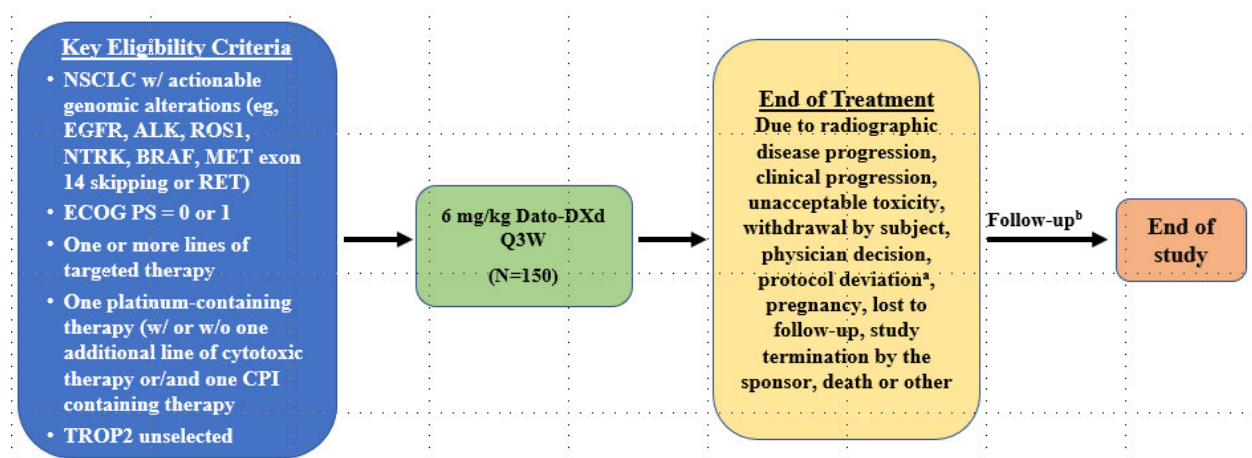 Key Eligibility Criteria
• NSCLC w/ actionable
genomic alterations (eg,
EGFR, ALK, ROS1,
NTRK, BRAF, MET exon
14 skipping or RET)
• ECOG PS = 0 or 1
• One or more lines of
targeted therapy
• One platinum-containing
therapy (w/ or w/o one
additional line of cytotoxic
therapy or/and one CPI
containing therapy
• TROP2 unselected
6 mg/kg Dato-DXd
Q3W
(N=150)
End of Treatment
Due to radiographic
disease progression,
clinical progression,
unacceptable toxicity,
withdrawal by subject,
physician decision,
protocol deviationᵃ,
pregnancy, lost to
follow-up, study
termination by the
sponsor, death or other
Follow-upᵇ
End of
study